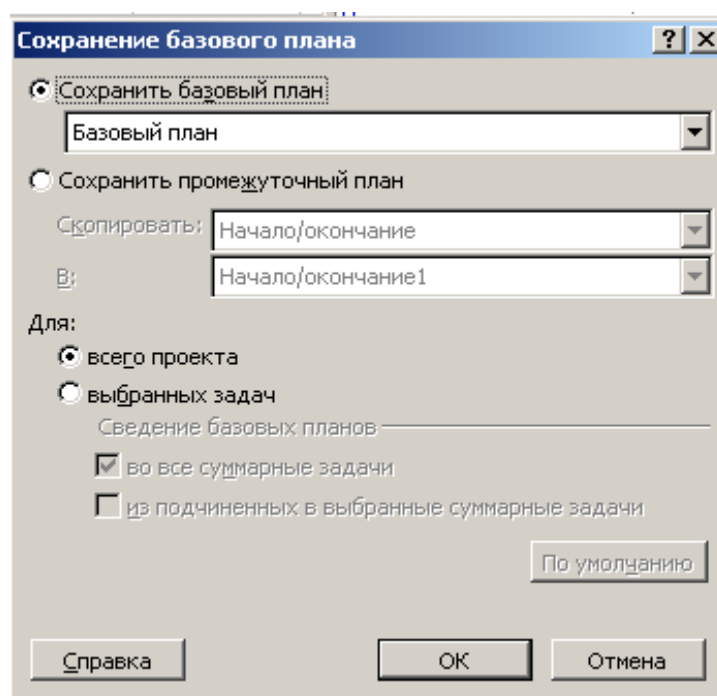 Сохранение базового плана
Сохранить базовый план
Базовый план
Сохранить промежуточный план
Скопировать: Начало/окончание
В: Начало/окончание1
Для:
всего проекта
выбранных задач
Сведение базовых планов
во все суммарные задачи
из подчиненных в выбранные суммарные задачи
По умолчанию
Справка ОК Отмена